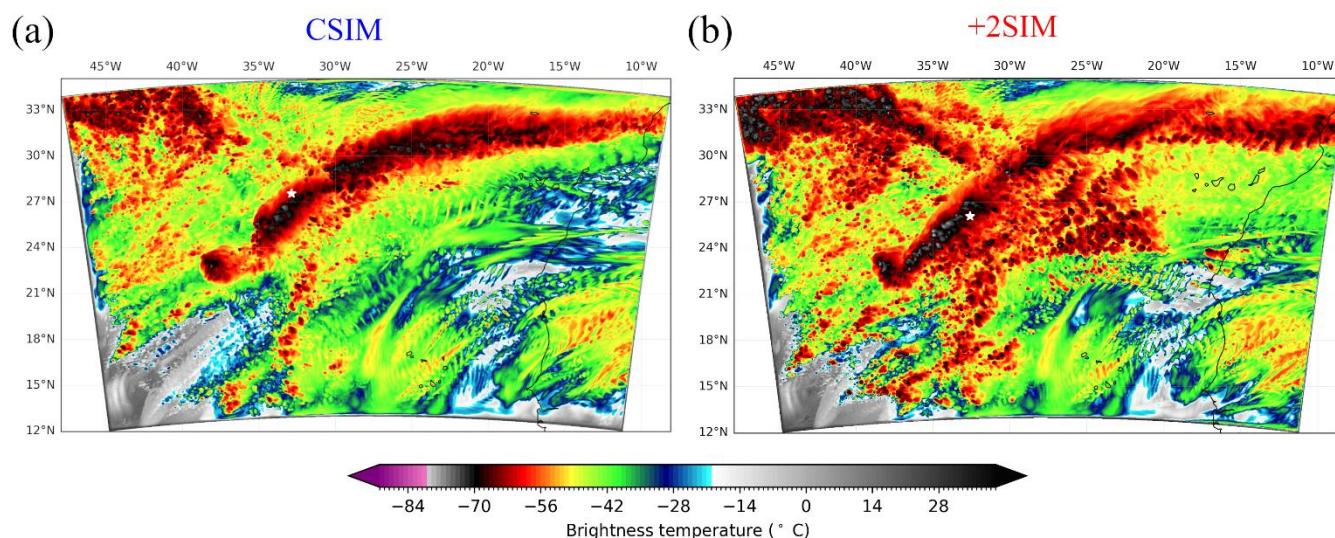 (a) CSIM
45°W 40°W 35°W 30°W 25°W 20°W 15°W 10°W
33°N
30°N
27°N
24°N
21°N
18°N
15°N
12°N
(b) +2SIM
45°W 40°W 35°W 30°W 25°W 20°W 15°W 10°W
33°N
30°N
27°N
24°N
21°N
18°N
15°N
12°N
−84 −70 −56 −42 −28 −14 0 14 28
Brightness temperature (° C)